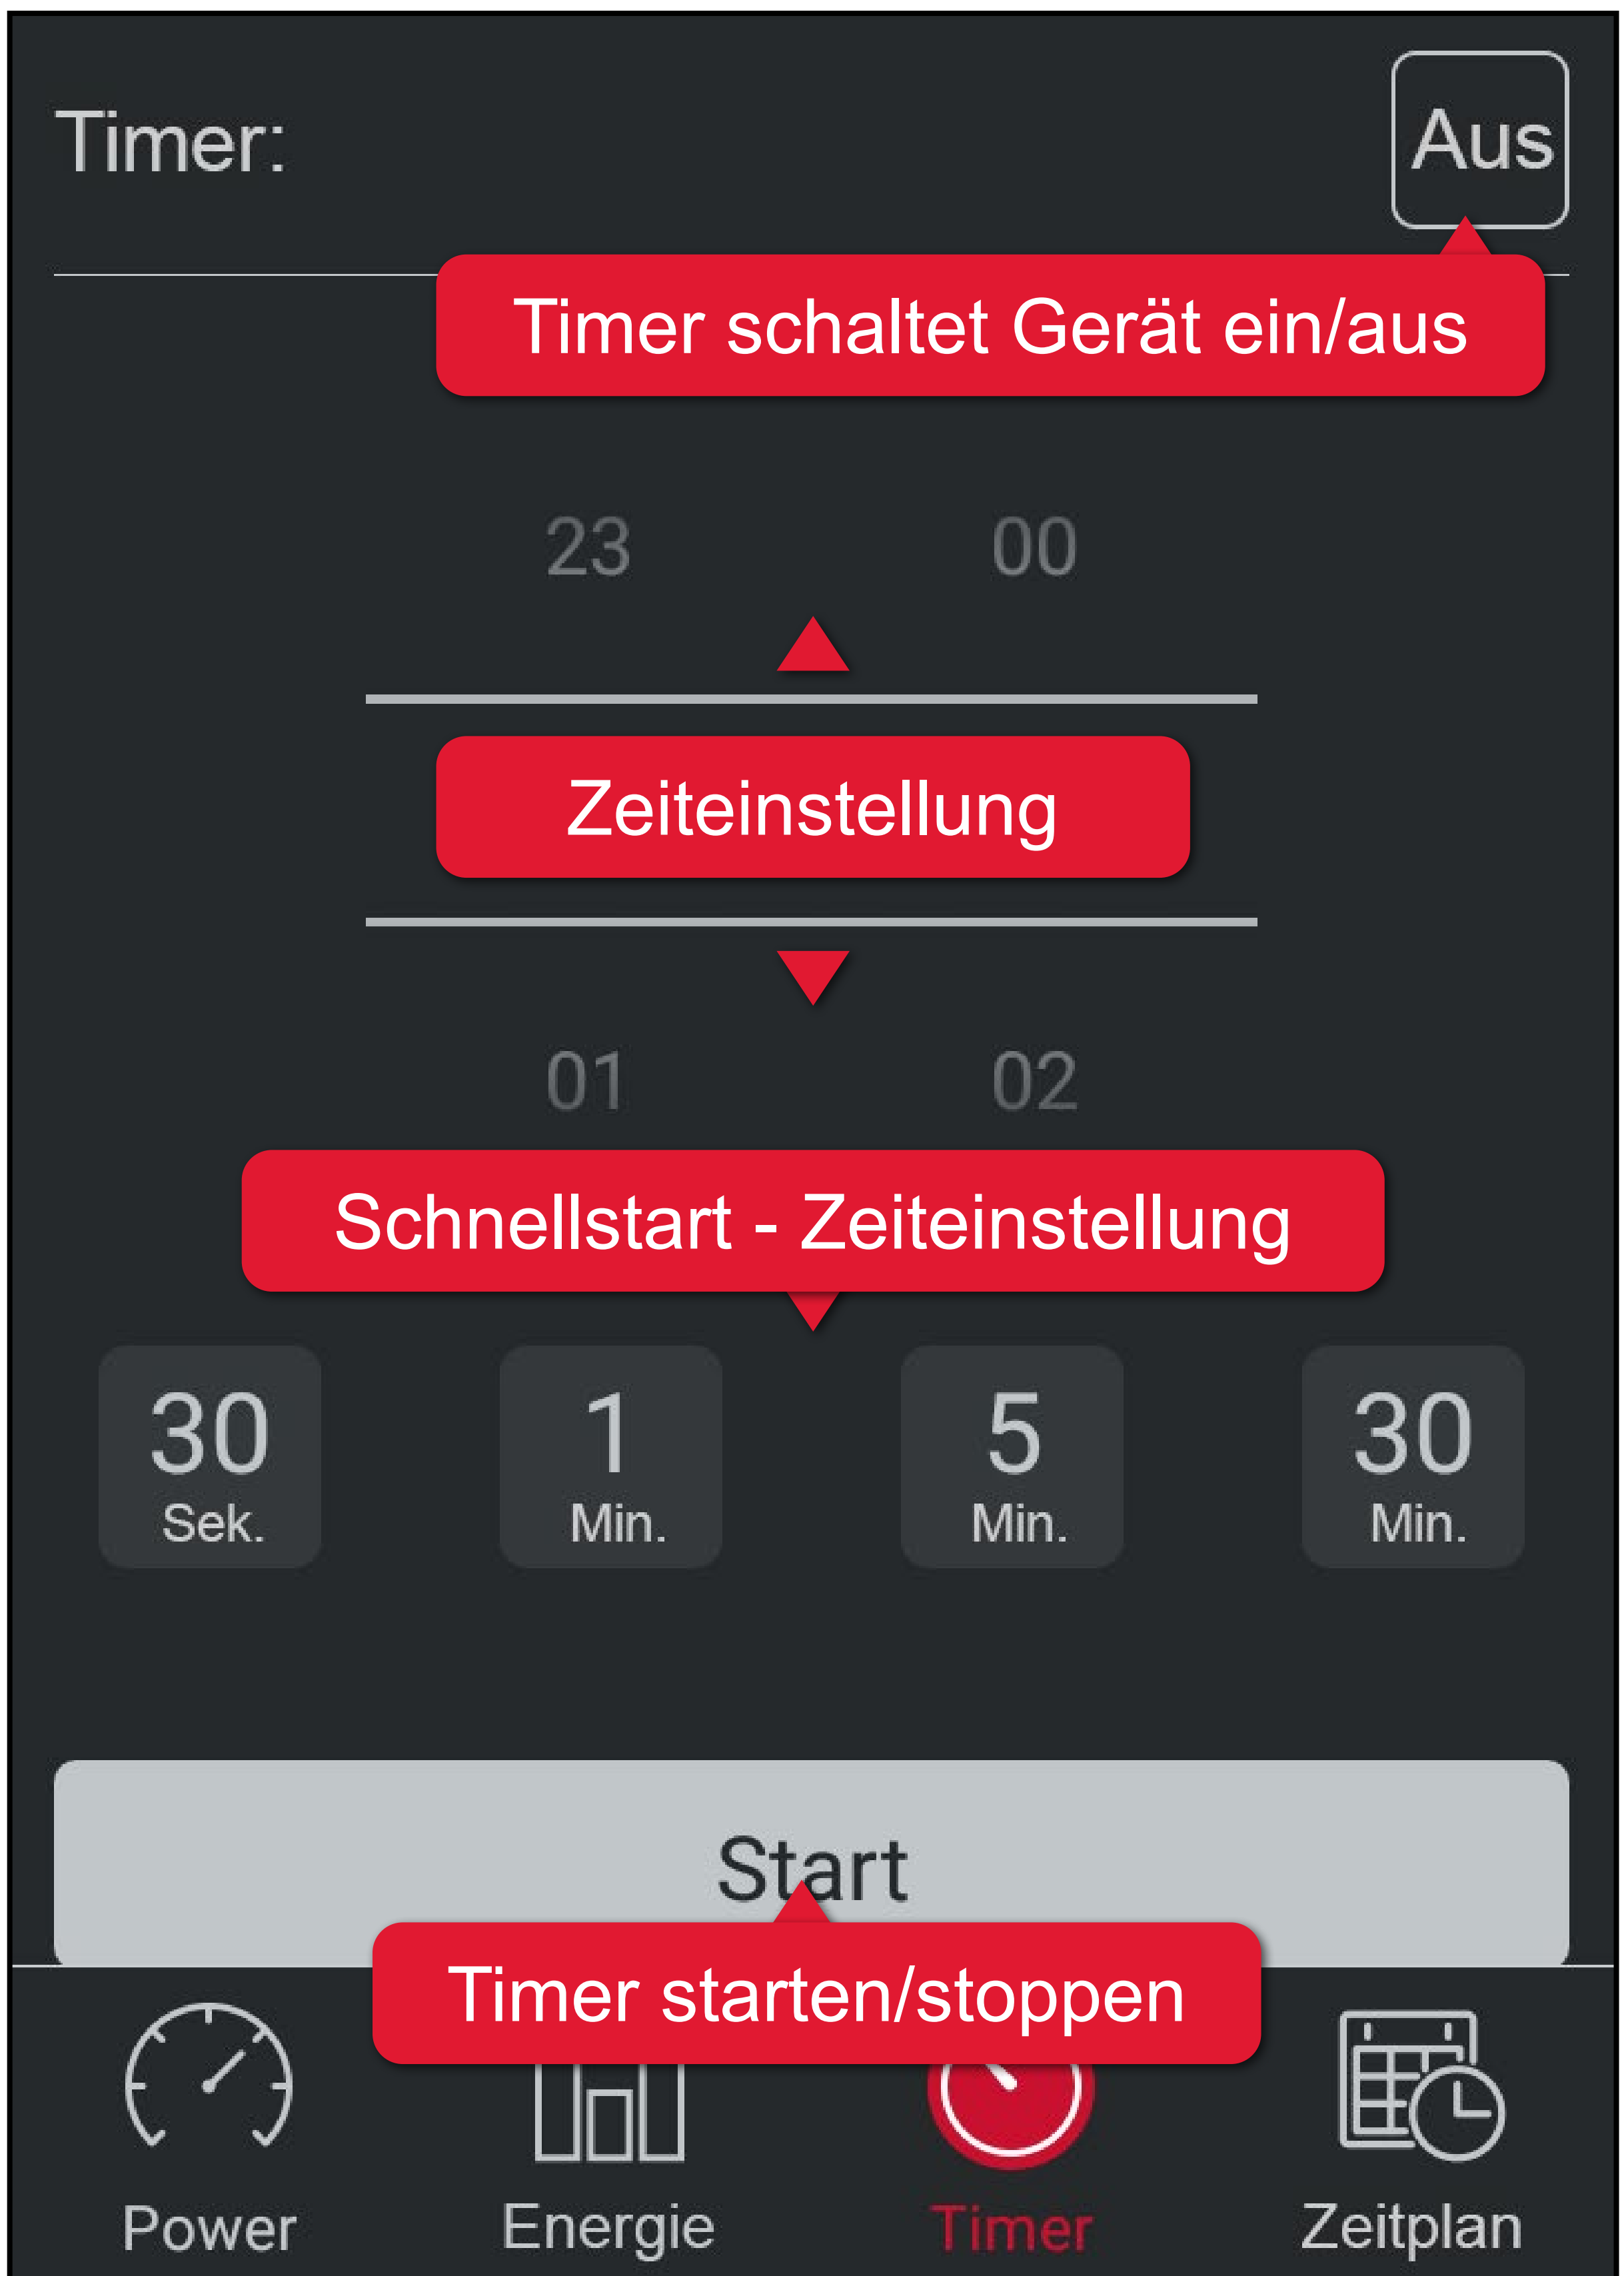 Timer:
Aus
Timer schaltet Gerät ein/aus
23 00
Zeiteinstellung
01 02
Schnellstart - Zeiteinstellung
30 1 5 30
Sek. Min. Min. Min.
Start
Timer starten/stoppen
Power Energie Timer Zeitplan